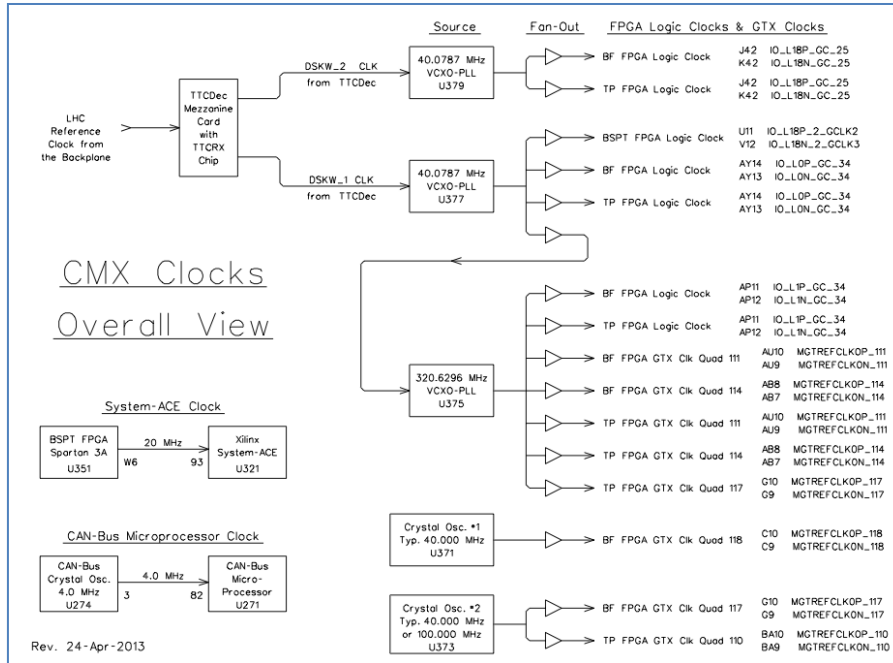 Source Fan-Out FPGA Logic Clocks & GTX Clocks
LHC
Reference
Clock from
the Backplane
TTCDec
Mezzanine
Card
with
TTCRX
Chip
DSKW_2 CLK
from TTCDec
40.0787 MHz
VCXO-PLL
U379
BF FPGA Logic Clock
J42 IO_L18P_GC_25
K42 IO_L18N_GC_25
TP FPGA Logic Clock
J42 IO_L18P_GC_25
K42 IO_L18N_GC_25
DSKW_1 CLK
from TTCDec
40.0787 MHz
VCXO-PLL
U377
BSPT FPGA Logic Clock
U11 IO_L18P_2_GCLK2
V12 IO_L18N_2_GCLK3
BF FPGA Logic Clock
AY14 IO_L0P_GC_34
AY13 IO_L0N_GC_34
TP FPGA Logic Clock
AY14 IO_L0P_GC_34
AY13 IO_L0N_GC_34
CMX Clocks
Overall View
320.6296 MHz
VCXO-PLL
U375
BF FPGA Logic Clock
AP11 IO_L1P_GC_34
AP12 IO_L1N_GC_34
TP FPGA Logic Clock
AP11 IO_L1P_GC_34
AP12 IO_L1N_GC_34
BF FPGA GTX Clk Quad 111
AU10 MGTREFCLK0P_111
AU9 MGTREFCLK0N_111
BF FPGA GTX Clk Quad 114
AB8 MGTREFCLK0P_114
AB7 MGTREFCLK0N_114
TP FPGA GTX Clk Quad 111
AU10 MGTREFCLK0P_111
AU9 MGTREFCLK0N_111
TP FPGA GTX Clk Quad 114
AB8 MGTREFCLK0P_114
AB7 MGTREFCLK0N_114
TP FPGA GTX Clk Quad 117
G10 MGTREFCLK0P_117
G9 MGTREFCLK0N_117
System-ACE Clock
BSPT FPGA
Spartan 3A
U351
20 MHz
W6 93
Xilinx
System-ACE
U321
Crystal Osc. #1
Typ. 40.000 MHz
U371
BF FPGA GTX Clk Quad 118
C10 MGTREFCLK0P_118
C9 MGTREFCLK0N_118
CAN-Bus Microprocessor Clock
CAN-Bus
Crystal Osc.
4.0 MHz
U274
4.0 MHz
3 82
CAN-Bus
Micro-
Processor
U271
Crystal Osc. #2
Typ. 40.000 MHz
or 100.000 MHz
U373
BF FPGA GTX Clk Quad 117
G10 MGTREFCLK0P_117
G9 MGTREFCLK0N_117
TP FPGA GTX Clk Quad 110
BA10 MGTREFCLK0P_110
BA9 MGTREFCLK0N_110
Rev. 24-Apr-2013